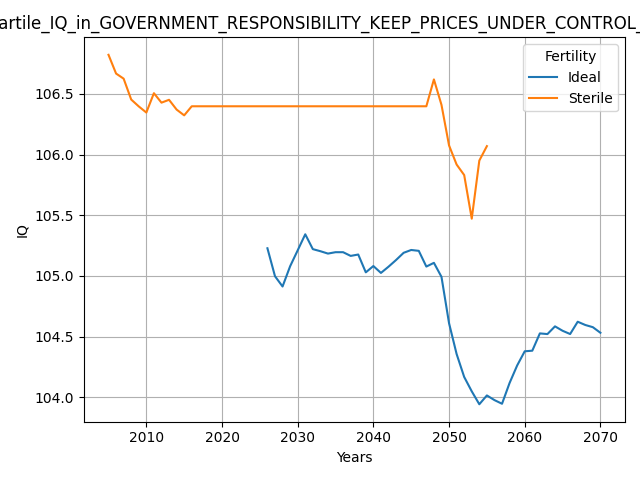 artile_IQ_in_GOVERNMENT_RESPONSIBILITY_KEEP_PRICES_UNDER_CONTROL_
Fertility
Ideal
Sterile
IQ
106.5
106.0
105.5
105.0
104.5
104.0
2010 2020 2030 2040 2050 2060 2070
Years